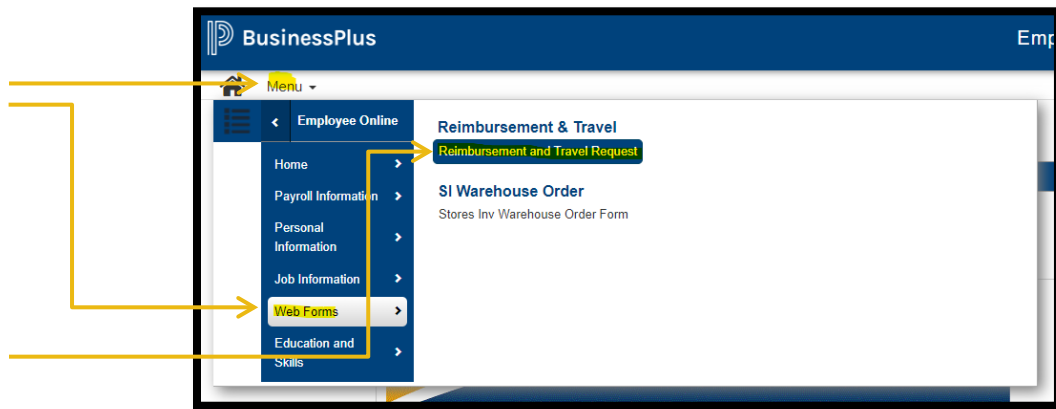 BusinessPlus
Emp
Menu
Employee Online
Home
Payroll Information
Personal
Information
Job Information
Web Forms
Education and
Skills
Reimbursement & Travel
Reimbursement and Travel Request
SI Warehouse Order
Stores Inv Warehouse Order Form